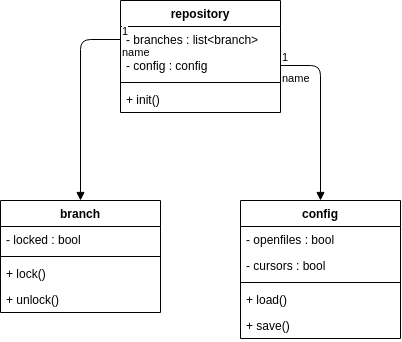 repository
- branches : list<branch>
- config : config
+ init()
1
name
1
name
branch
- locked : bool
+ lock()
+ unlock()
config
- openfiles : bool
- cursors : bool
+ load()
+ save()